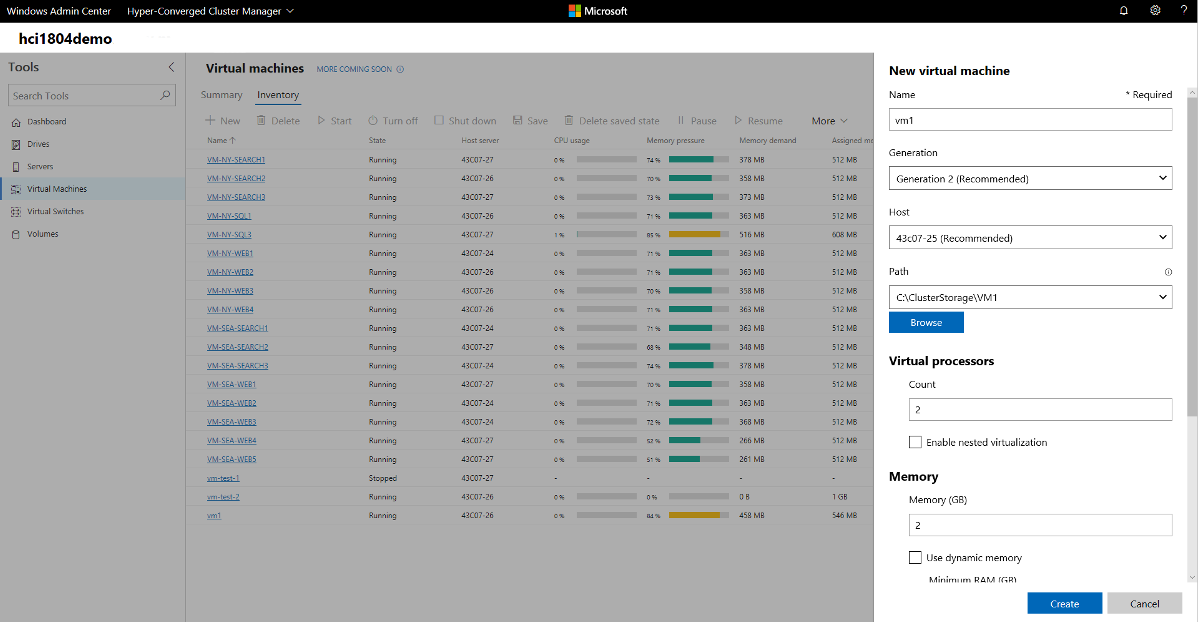 Windows Admin Center Hyper-Converged Cluster Manager Microsoft ?
hci1804demo
Tools
Search Tools
Dashboard
Drives
Servers
Virtual Machines
Virtual Switches
Volumes
Virtual machines MORE COMING SOON
Summary Inventory
New Delete Start Turn off Shut down Save Delete saved state Pause Resume More
Name State Host server CPU usage Memory pressure Memory demand Assigned me
VM-NY-SEARCH1 Running 43C07-27 0 % 74 % 378 MB 512 MB
VM-NY-SEARCH2 Running 43C07-26 0 % 70 % 358 MB 512 MB
VM-NY-SEARCH3 Running 43C07-27 0 % 73 % 373 MB 512 MB
VM-NY-SQL1 Running 43C07-26 0 % 71 % 363 MB 512 MB
VM-NY-SQL3 Running 43C07-27 1 % 85 % 516 MB 608 MB
VM-NY-WEB1 Running 43C07-24 0 % 71 % 363 MB 512 MB
VM-NY-WEB2 Running 43C07-26 0 % 71 % 363 MB 512 MB
VM-NY-WEB3 Running 43C07-27 0 % 70 % 358 MB 512 MB
VM-NY-WEB4 Running 43C07-26 0 % 71 % 363 MB 512 MB
VM-SEA-SEARCH1 Running 43C07-24 0 % 71 % 363 MB 512 MB
VM-SEA-SEARCH2 Running 43C07-27 0 % 68 % 348 MB 512 MB
VM-SEA-SEARCH3 Running 43C07-24 0 % 74 % 378 MB 512 MB
VM-SEA-WEB1 Running 43C07-27 0 % 70 % 358 MB 512 MB
VM-SEA-WEB2 Running 43C07-24 0 % 71 % 363 MB 512 MB
VM-SEA-WEB3 Running 43C07-24 0 % 72 % 368 MB 512 MB
VM-SEA-WEB4 Running 43C07-27 0 % 52 % 266 MB 512 MB
VM-SEA-WEB5 Running 43C07-27 0 % 51 % 261 MB 512 MB
vm-test-1 Stopped 43C07-27 - - - -
vm-test-2 Running 43C07-26 0 % 0 % 0 B 1 GB
vm1 Running 43C07-26 0 % 84 % 458 MB 546 MB
New virtual machine
Name * Required
vm1
Generation
Generation 2 (Recommended)
Host
43c07-25 (Recommended)
Path
C:\ClusterStorage\VM1
Browse
Virtual processors
Count
2
Enable nested virtualization
Memory
Memory (GB)
2
Use dynamic memory
Minimum RAM (GB)
Create Cancel